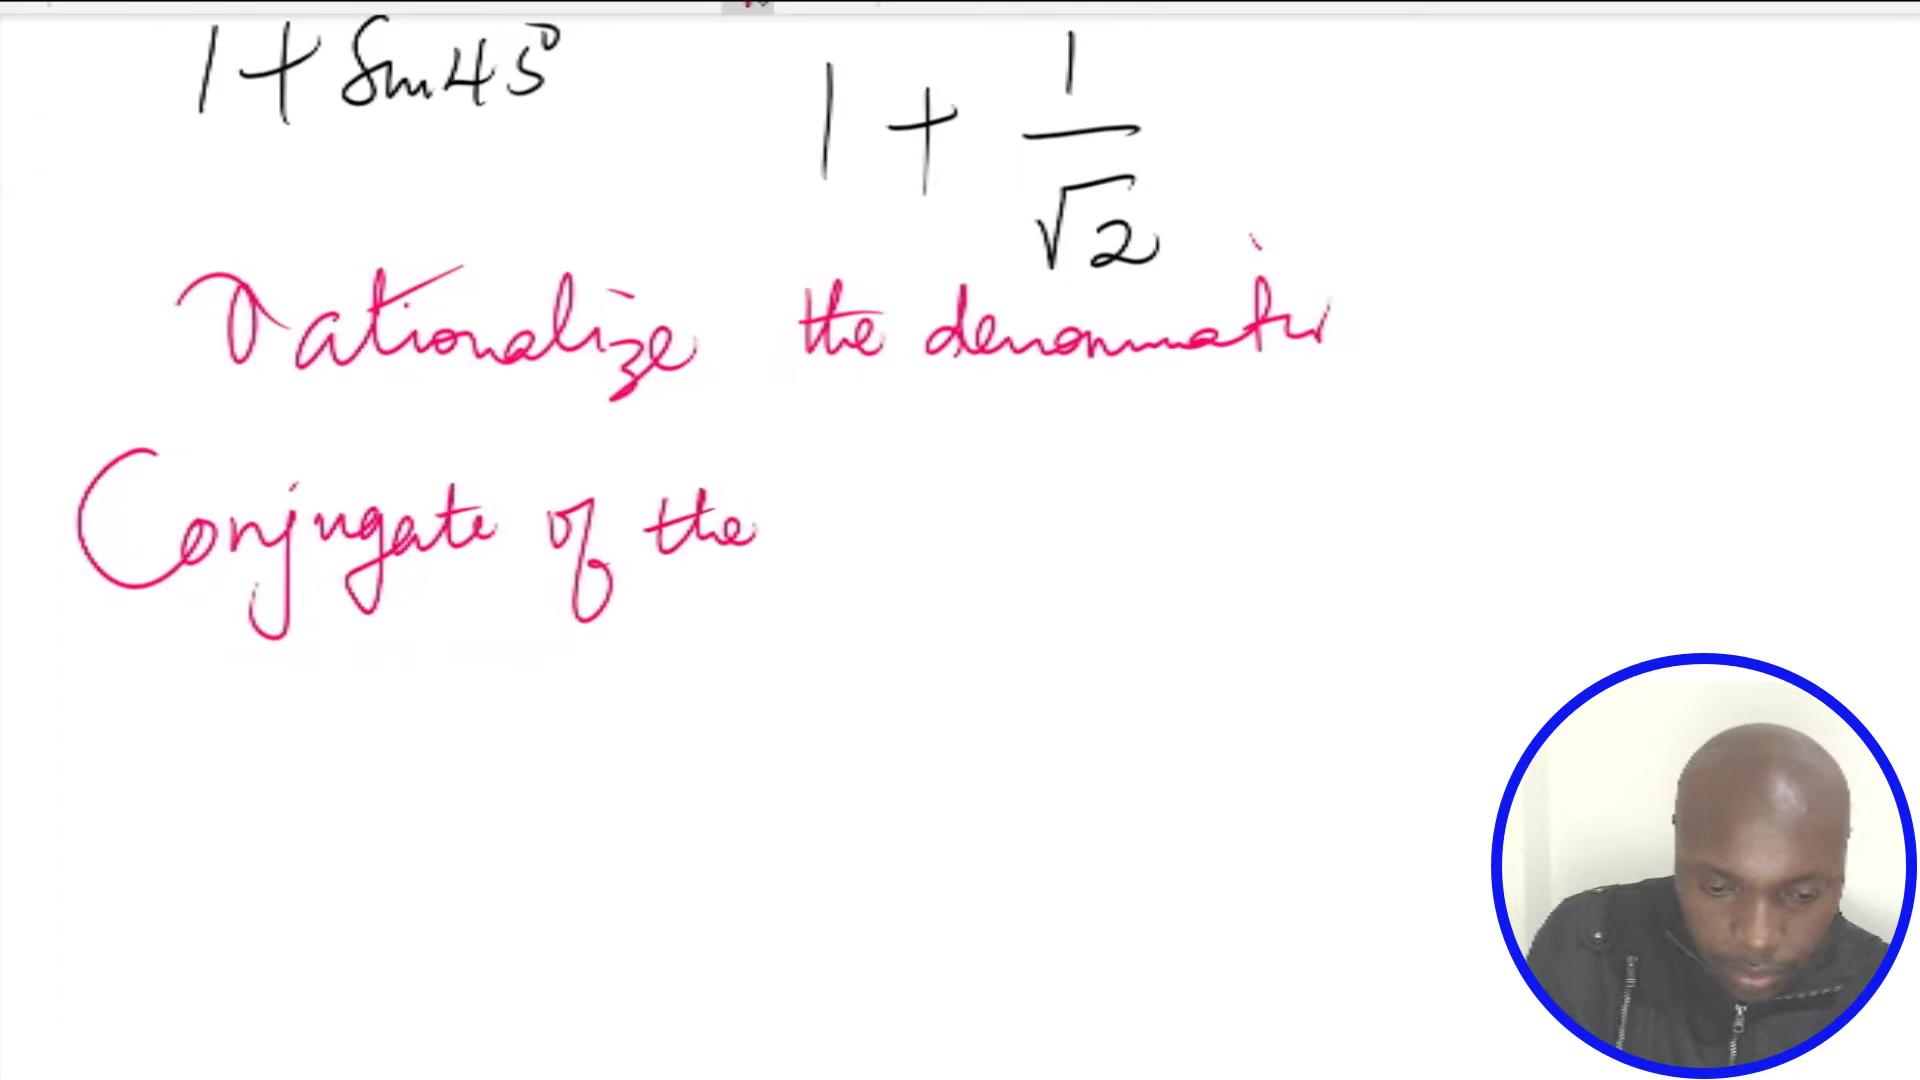 1 + Sin 45° 1 + 1/√2
rationalize the denominator
Conjugate of the